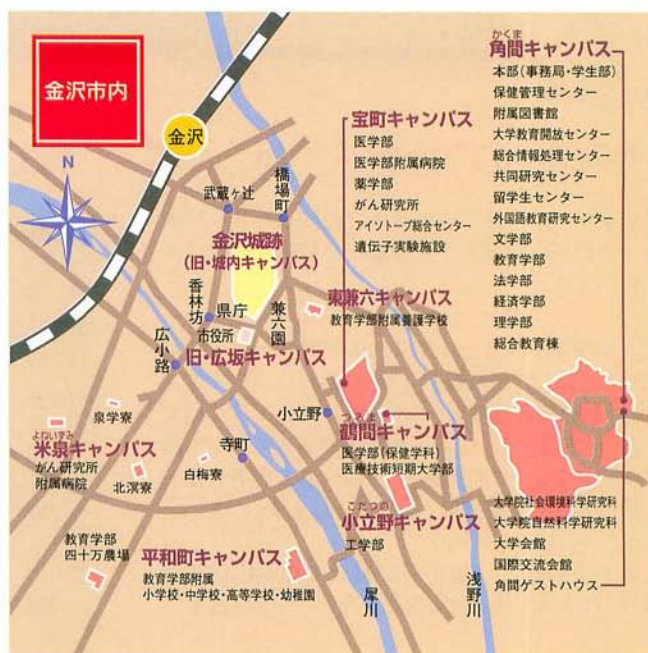 金沢市内
金沢
N
武蔵ヶ辻
橋場町
金沢城跡
(旧・城内キャンパス)
香林坊
県庁
市役所
兼六園
広小路
旧・広坂キャンパス
宝町キャンパス
医学部
医学部附属病院
薬学部
がん研究所
アイソトープ総合センター
遺伝子実験施設
東兼六キャンパス
教育学部附属養護学校
かくま
角間キャンパス
本部(事務局・学生部)
保健管理センター
附属図書館
大学教育開放センター
総合情報処理センター
共同研究センター
留学生センター
外国語教育研究センター
文学部
教育学部
法学部
経済学部
理学部
総合教育棟
小立野
つるま
鶴間キャンパス
医学部(保健学科)
医療技術短期大学部
泉学寮
よねいずみ
米泉キャンパス
がん研究所
附属病院
北溟寮
白梅寮
寺町
こだつの
小立野キャンパス
工学部
大学院社会環境科学研究科
大学院自然科学研究科
大学会館
国際交流会館
角間ゲストハウス
教育学部
四十万農場
平和町キャンパス
教育学部附属
小学校・中学校・高等学校・幼稚園
犀川
浅野川